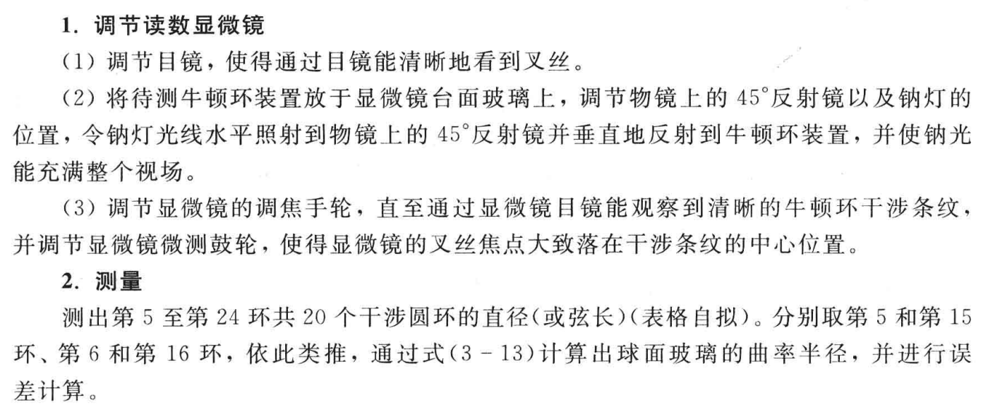 1. 调节读数显微镜
(1) 调节目镜，使得通过目镜能清晰地看到叉丝。
(2) 将待测牛顿环装置放于显微镜台面玻璃上，调节物镜上的 45°反射镜以及钠灯的
位置，令钠灯光线水平照射到物镜上的 45°反射镜并垂直地反射到牛顿环装置，并使钠光
能充满整个视场。
(3) 调节显微镜的调焦手轮，直至通过显微镜目镜能观察到清晰的牛顿环干涉条纹，
并调节显微镜微测鼓轮，使得显微镜的叉丝焦点大致落在干涉条纹的中心位置。
2. 测量
测出第 5 至第 24 环共 20 个干涉圆环的直径(或弦长)(表格自拟)。分别取第 5 和第 15
环、第 6 和第 16 环，依此类推，通过式(3-13)计算出球面玻璃的曲率半径，并进行误
差计算。